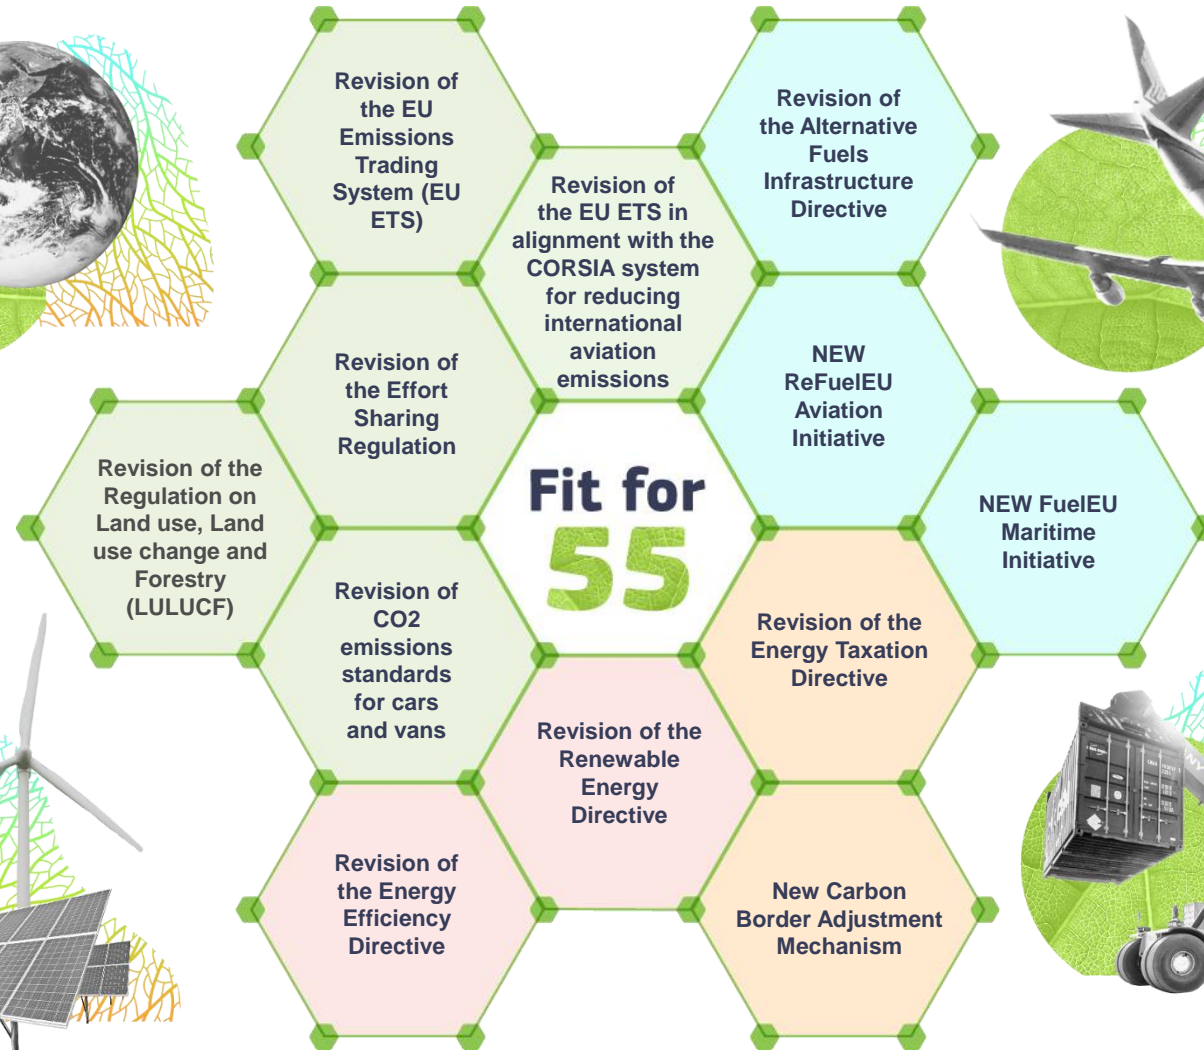 Revision of
the EU
Emissions
Trading
System (EU
ETS)
Revision of
the Alternative
Fuels
Infrastructure
Directive
Revision of
the EU ETS in
alignment with the
CORSIA system
for reducing
international
aviation
emissions
Revision of
the Effort
Sharing
Regulation
NEW
ReFuelEU
Aviation
Initiative
Revision of the
Regulation on
Land use, Land
use change and
Forestry
(LULUCF)
Fit for
55
NEW FuelEU
Maritime
Initiative
Revision of
CO2
emissions
standards
for cars
and vans
Revision of the
Energy Taxation
Directive
Revision of the
Renewable
Energy
Directive
Revision of
the Energy
Efficiency
Directive
New Carbon
Border Adjustment
Mechanism